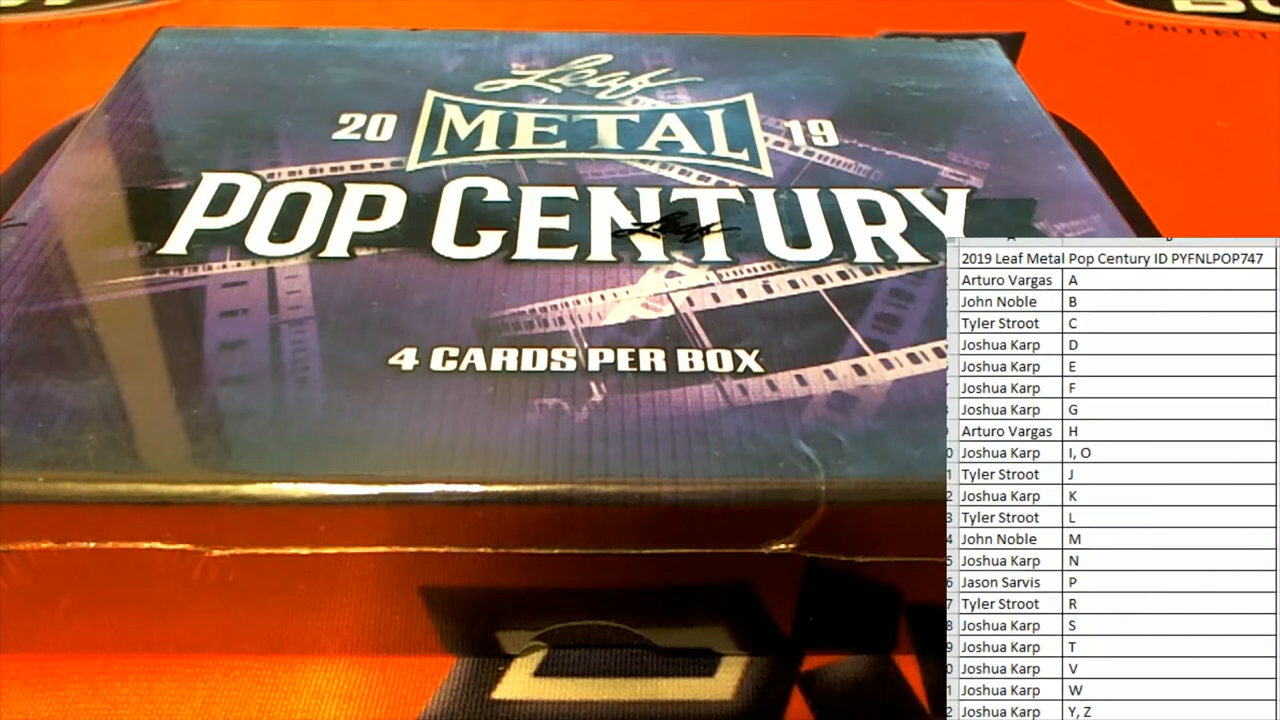 Leaf
20 METAL 19
POP CENTURY
Leaf
4 CARDS PER BOX
2019 Leaf Metal Pop Century ID PYFNLPOP747
Arturo Vargas A
John Noble B
Tyler Stroot C
Joshua Karp D
Joshua Karp E
Joshua Karp F
Joshua Karp G
Arturo Vargas H
Joshua Karp I, O
Tyler Stroot J
Joshua Karp K
Tyler Stroot L
John Noble M
Joshua Karp N
Jason Sarvis P
Tyler Stroot R
Joshua Karp S
Joshua Karp T
Joshua Karp V
Joshua Karp W
Joshua Karp Y, Z